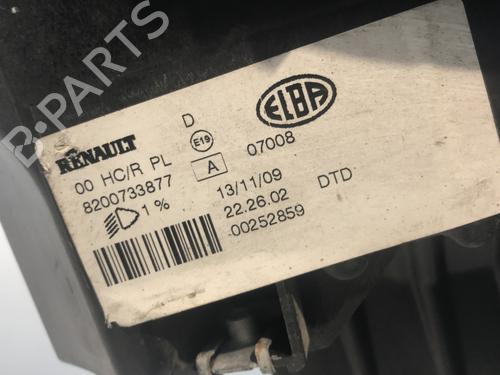 B-PARTS
RENAULT D E19 ELBA
00 HC/R PL A 07008
8200733877 13/11/09 DTD
1 % 22.26.02
00252859